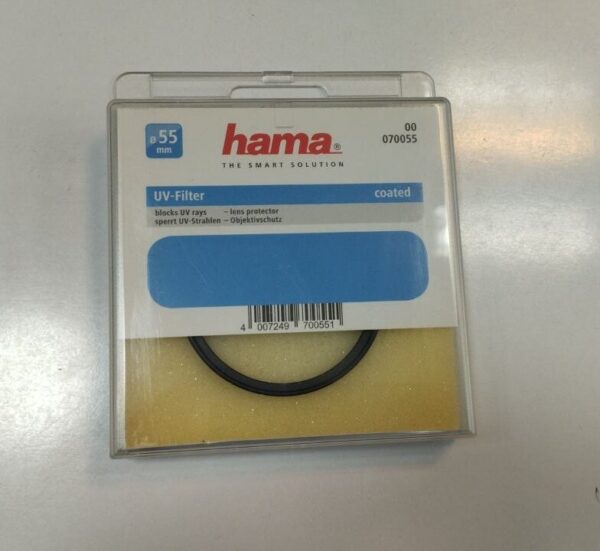 ø 55
mm
hama®
THE SMART SOLUTION
00
070055
UV-Filter coated
blocks UV rays – lens protector
sperrt UV-Strahlen – Objektivschutz
4 007249 700551